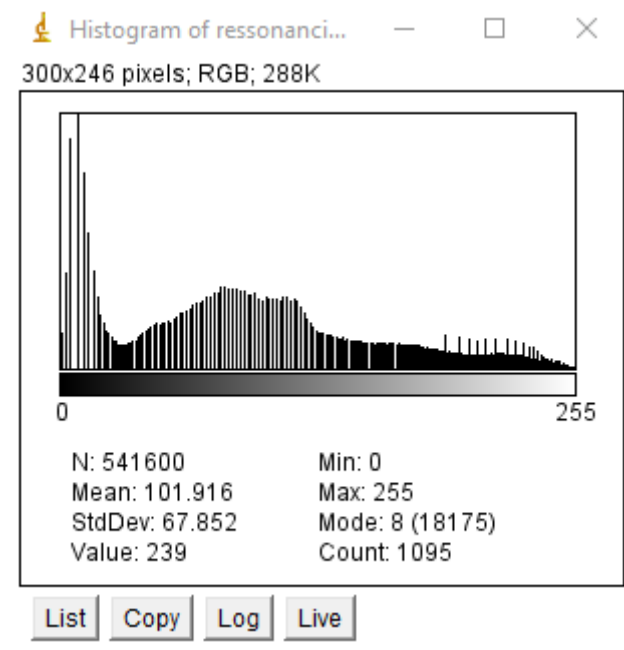 Histogram of ressonanci...
300x246 pixels; RGB; 288K
0 255
N: 541600 Min: 0
Mean: 101.916 Max: 255
StdDev: 67.852 Mode: 8 (18175)
Value: 239 Count: 1095
List Copy Log Live